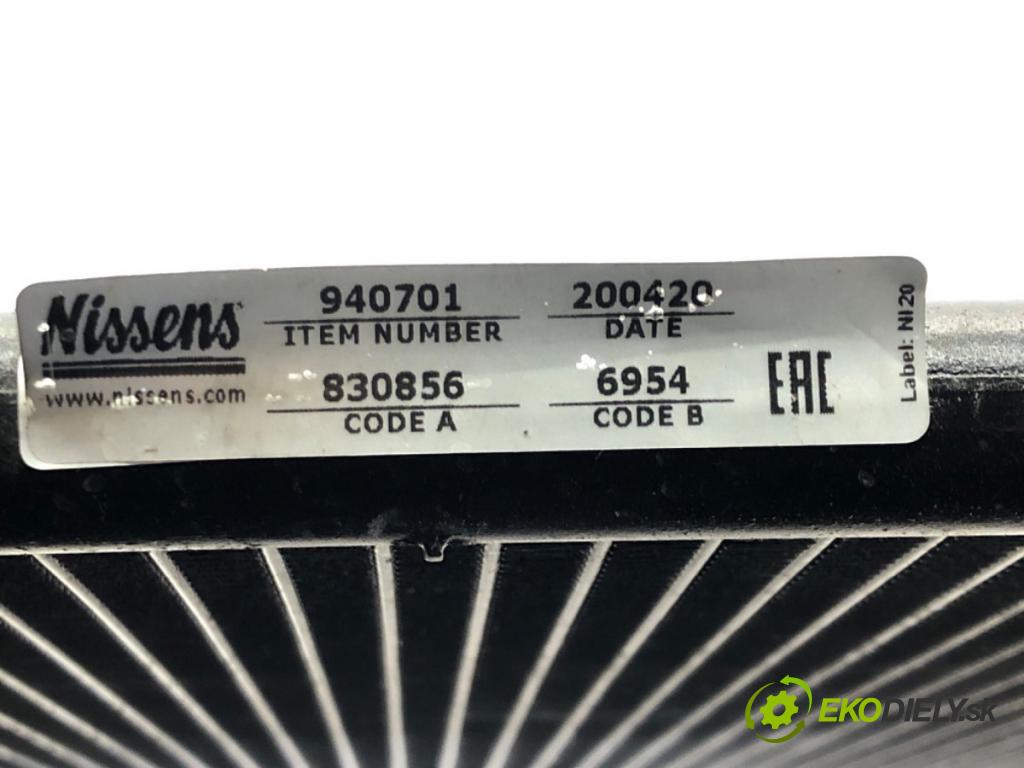 Nissens
www.nissens.com
940701
ITEM NUMBER
830856
CODE A
200420
DATE
6954
CODE B
EAC
Label: NI20
EKODIELY.sk